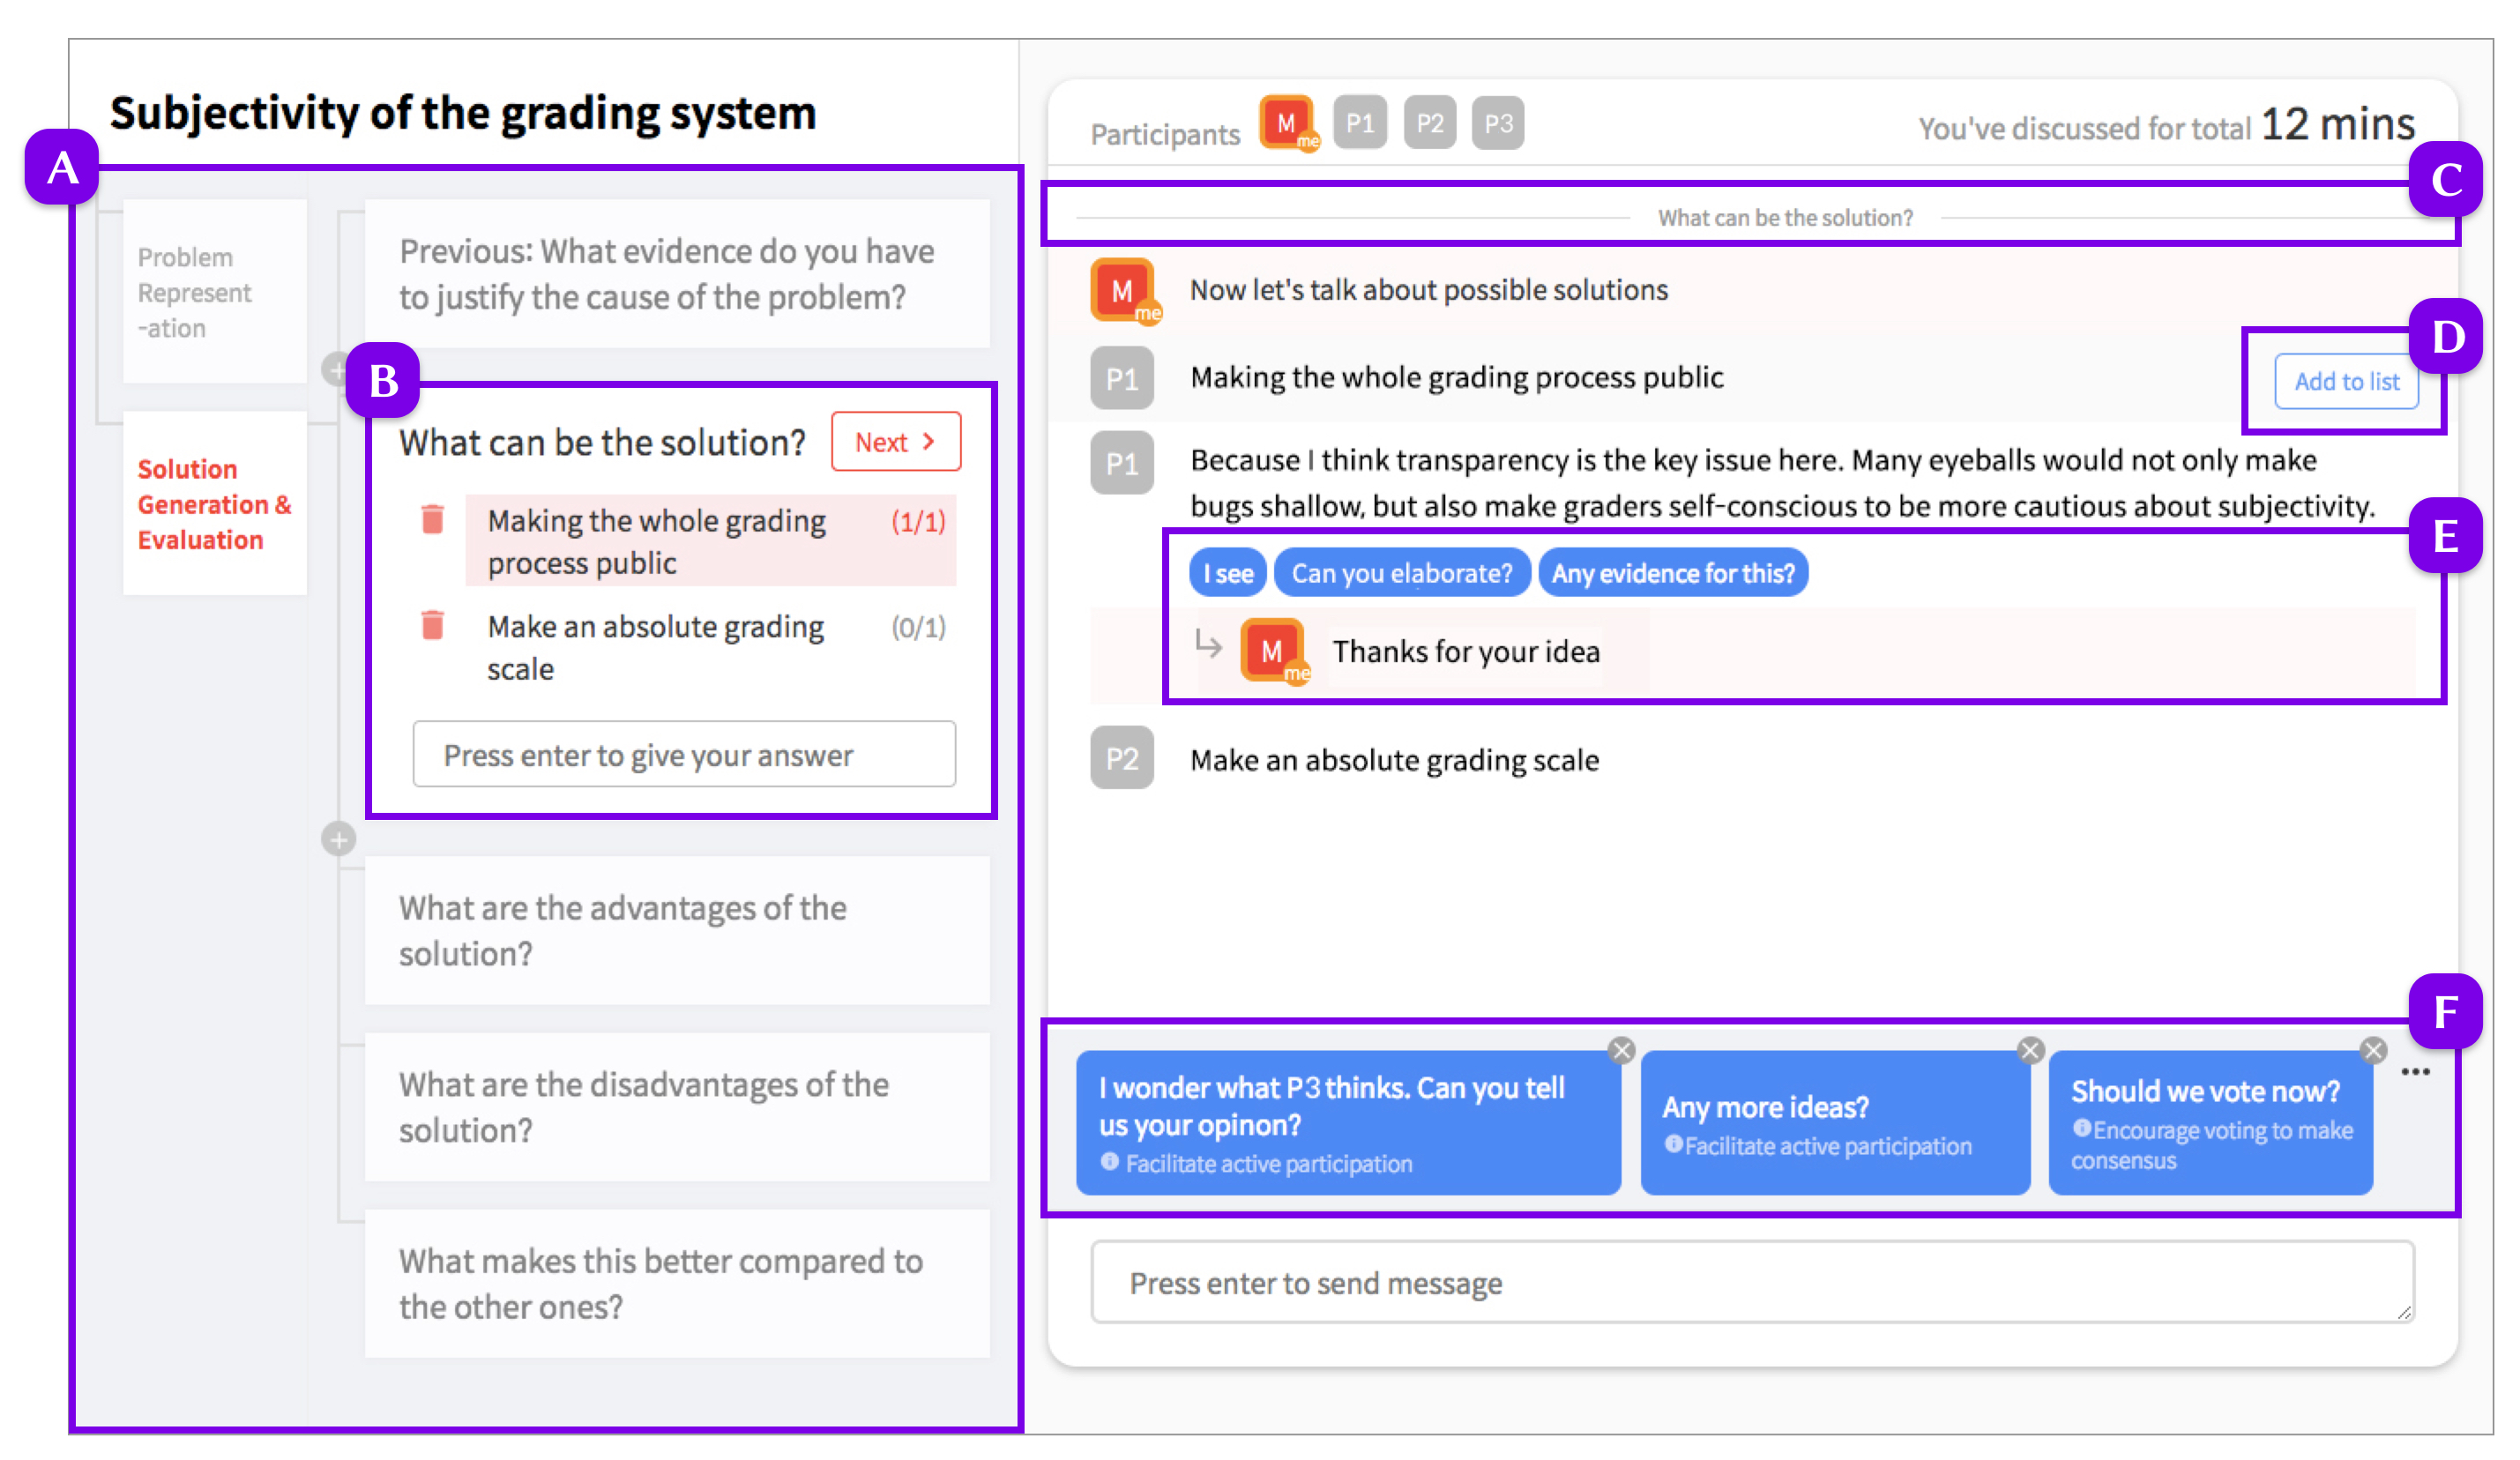 Subjectivity of the grading system
A
Problem
Represent
-ation
Solution
Generation &
Evaluation
Previous: What evidence do you have
to justify the cause of the problem?
+
B
What can be the solution?
Next >
Making the whole grading (1/1)
process public
Make an absolute grading (0/1)
scale
Press enter to give your answer
+
What are the advantages of the
solution?
What are the disadvantages of the
solution?
What makes this better compared to
the other ones?
Participants M me P1 P2 P3
You've discussed for total 12 mins
C
What can be the solution?
M me Now let's talk about possible solutions
D
P1 Making the whole grading process public
Add to list
P1 Because I think transparency is the key issue here. Many eyeballs would not only make
bugs shallow, but also make graders self-conscious to be more cautious about subjectivity.
E
I see Can you elaborate? Any evidence for this?
M me Thanks for your idea
P2 Make an absolute grading scale
F
I wonder what P3 thinks. Can you tell
us your opinon?
Facilitate active participation
Any more ideas?
Facilitate active participation
Should we vote now?
Encourage voting to make
consensus
•••
Press enter to send message